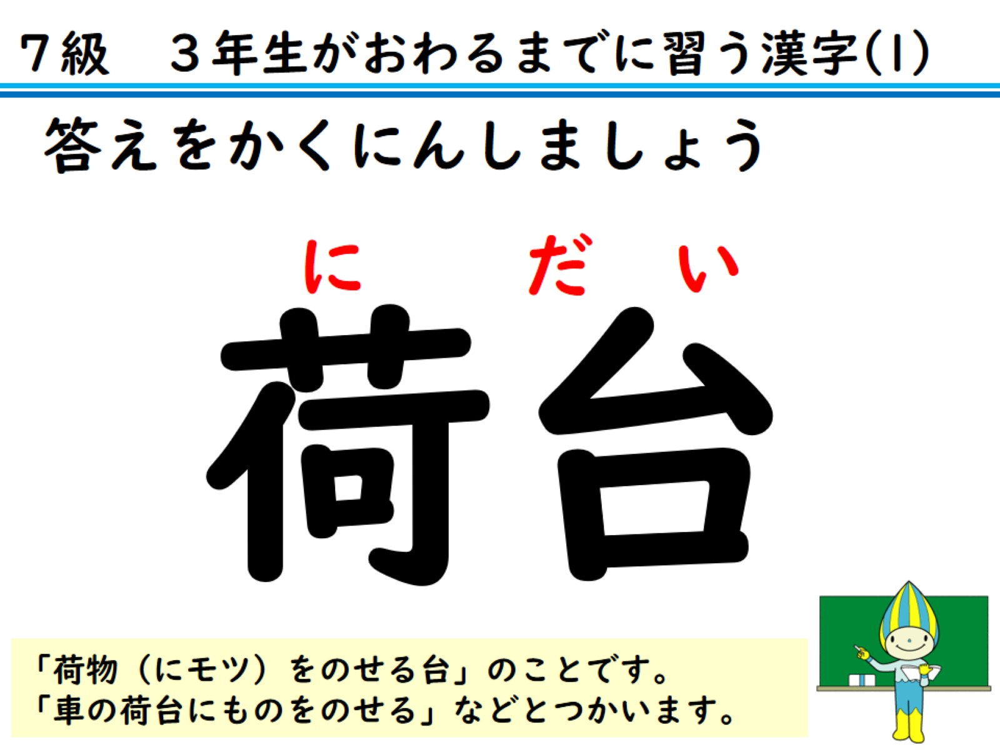 ７級　３年生がおわるまでに習う漢字(1)
答えをかくにんしましょう
に　だい
荷台
「荷物（にモツ）をのせる台」のことです。
「車の荷台にものをのせる」などとつかいます。